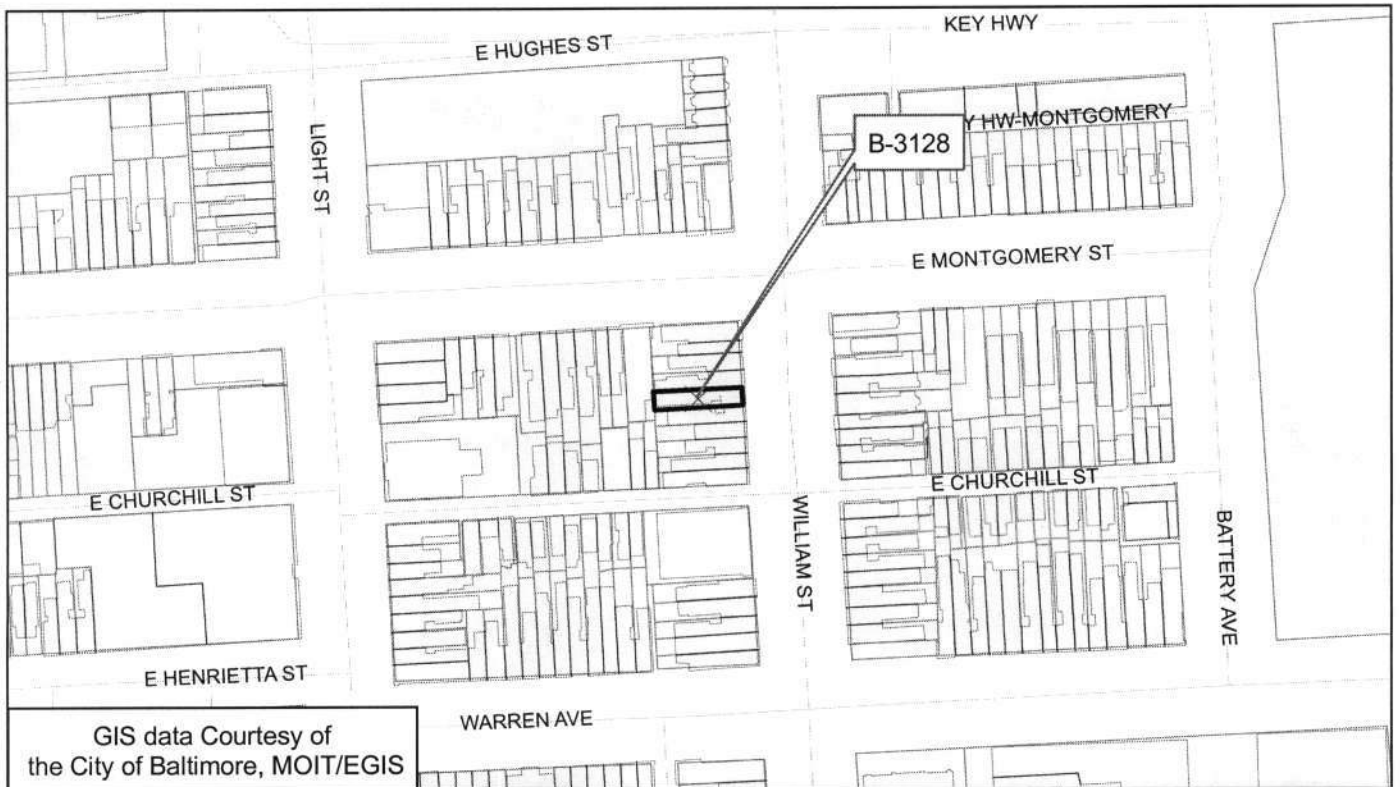 KEY HWY
E HUGHES ST
Y HW-MONTGOMERY
B-3128
LIGHT ST
E MONTGOMERY ST
E CHURCHILL ST
E CHURCHILL ST
WILLIAM ST
BATTERY AVE
E HENRIETTA ST
WARREN AVE
GIS data Courtesy of
the City of Baltimore, MOIT/EGIS